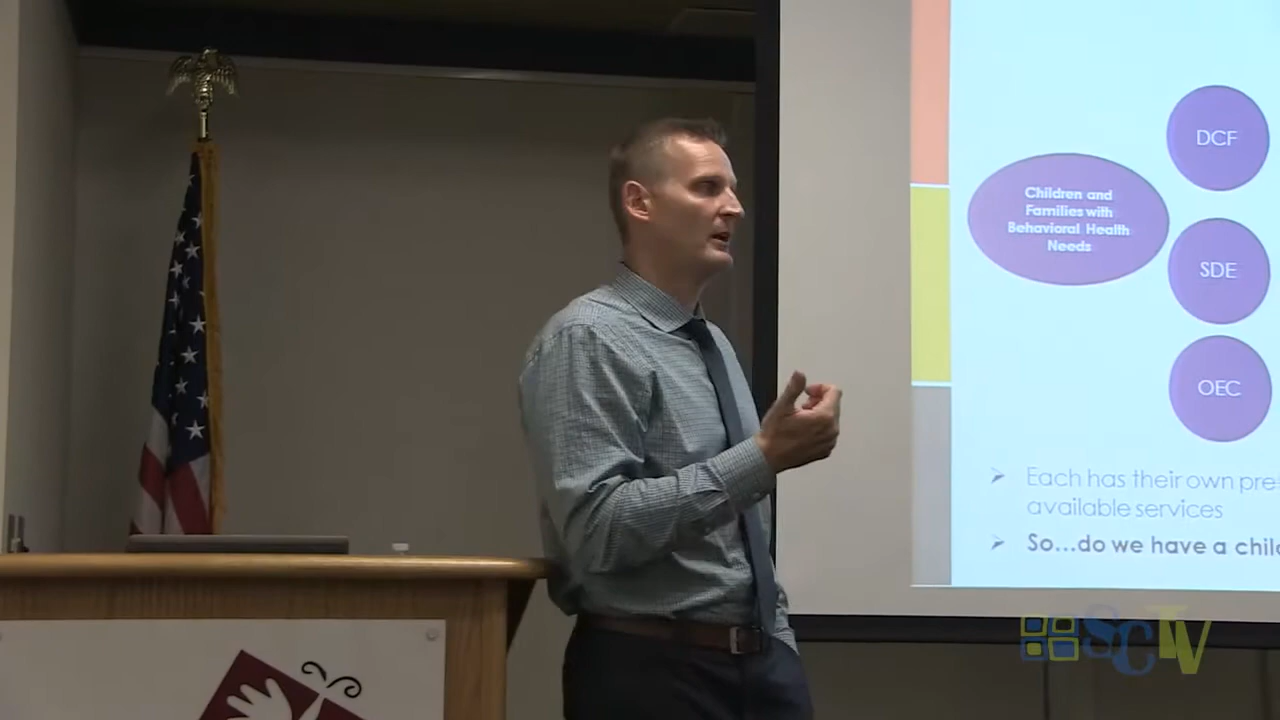 DCF
Children and
Families with
Behavioral Health
Needs
SDE
OEC
Each has their own pre-
available services
So...do we have a chil
SCTV